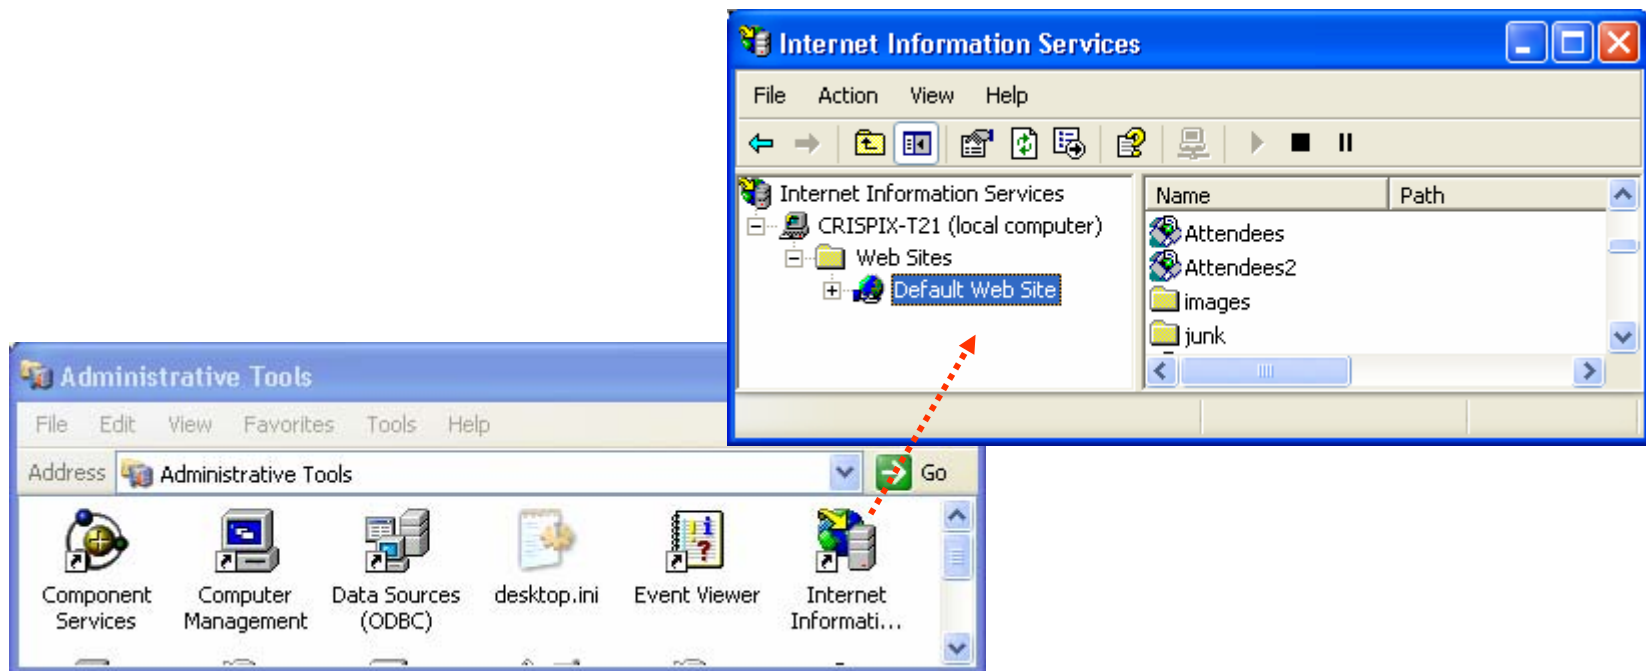 Internet Information Services
File Action View Help
Internet Information Services
CRISPIX-T21 (local computer)
Web Sites
Default Web Site
Name Path
Attendees
Attendees2
images
junk
Administrative Tools
File Edit View Favorites Tools Help
Address Administrative Tools Go
Component Services
Computer Management
Data Sources (ODBC)
desktop.ini
Event Viewer
Internet Informati...